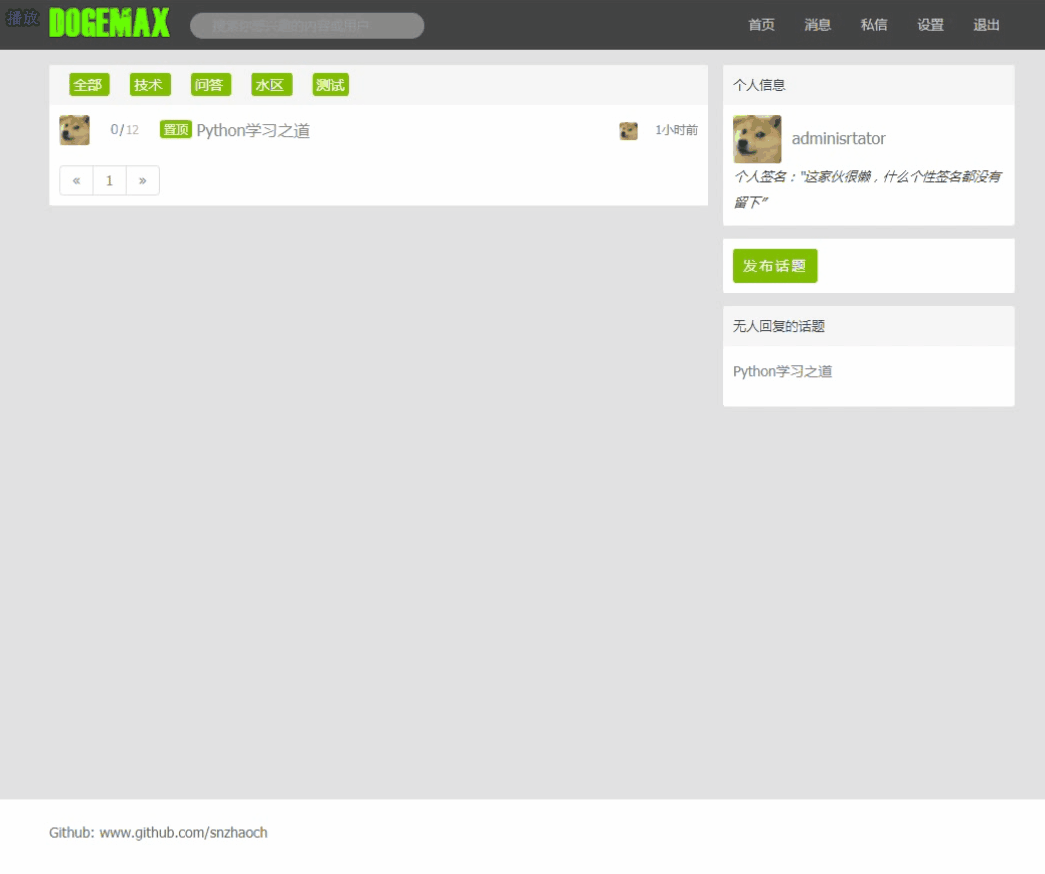 播放
DOGEMAX
搜索你感兴趣的内容或用户
首页 消息 私信 设置 退出
全部 技术 问答 水区 测试
0/12 置顶 Python学习之道 1小时前
« 1 »
个人信息
adminisrtator
个人签名："这家伙很懒，什么个性签名都没有
留下"
发布话题
无人回复的话题
Python学习之道
Github: www.github.com/snzhaoch